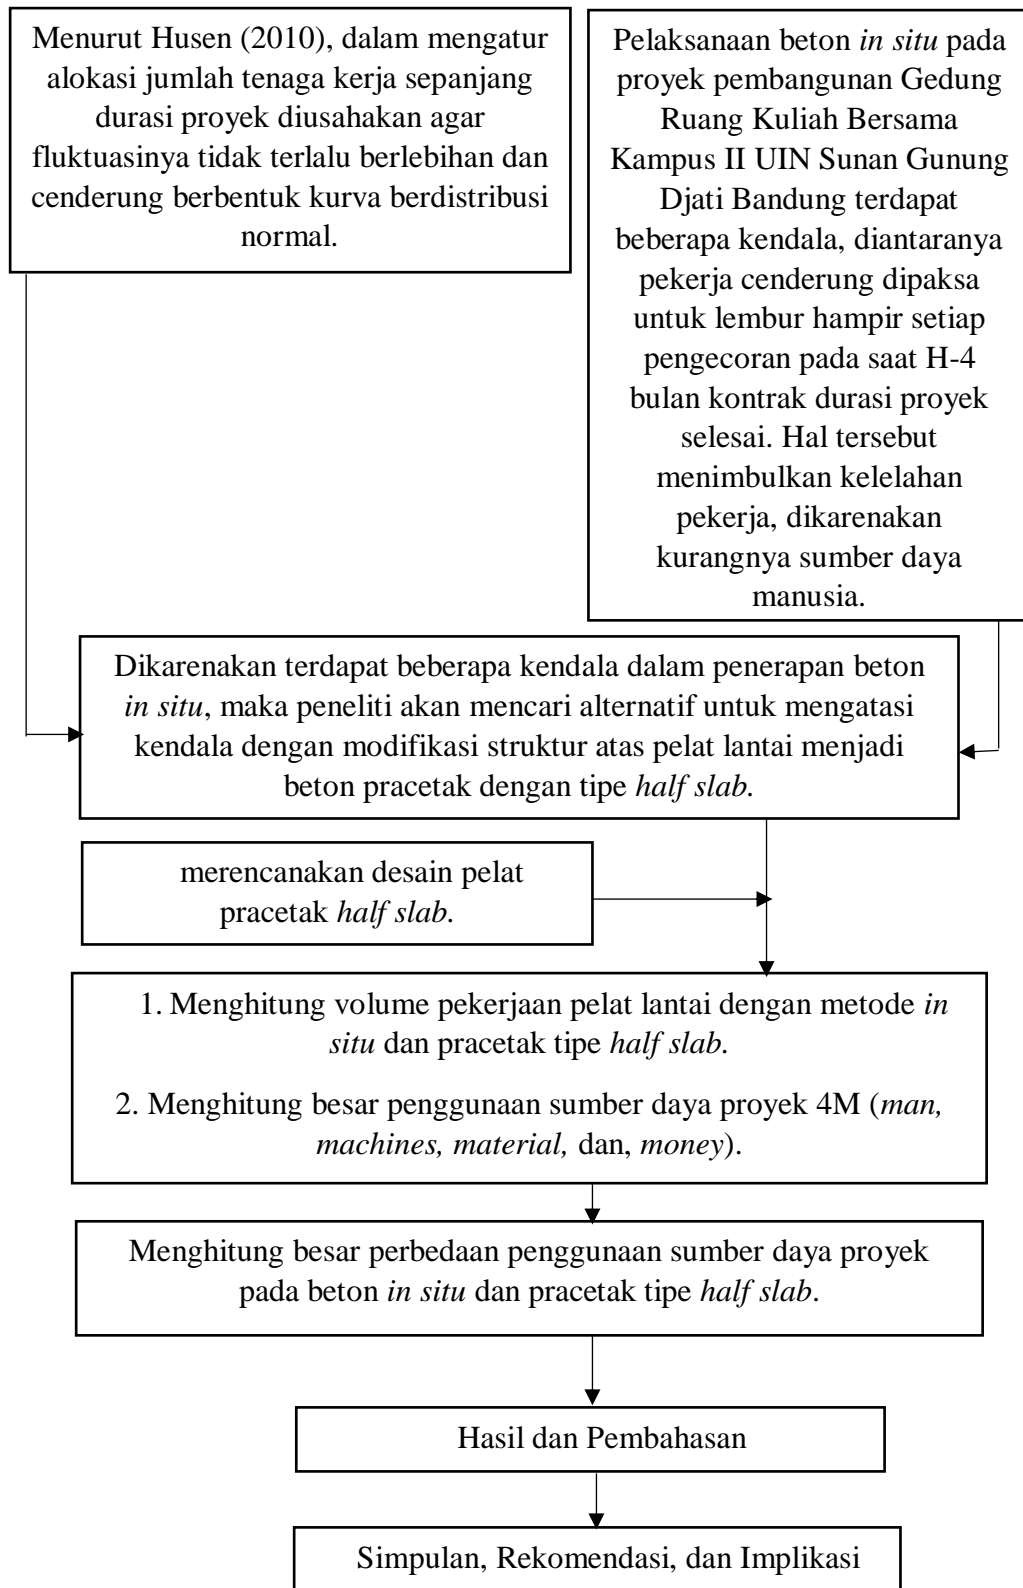 Menurut Husen (2010), dalam mengatur
alokasi jumlah tenaga kerja sepanjang
durasi proyek diusahakan agar
fluktuasinya tidak terlalu berlebihan dan
cenderung berbentuk kurva berdistribusi
normal.
Pelaksanaan beton in situ pada
proyek pembangunan Gedung
Ruang Kuliah Bersama
Kampus II UIN Sunan Gunung
Djati Bandung terdapat
beberapa kendala, diantaranya
pekerja cenderung dipaksa
untuk lembur hampir setiap
pengecoran pada saat H-4
bulan kontrak durasi proyek
selesai. Hal tersebut
menimbulkan kelelahan
pekerja, dikarenakan
kurangnya sumber daya
manusia.
Dikarenakan terdapat beberapa kendala dalam penerapan beton
in situ, maka peneliti akan mencari alternatif untuk mengatasi
kendala dengan modifikasi struktur atas pelat lantai menjadi
beton pracetak dengan tipe half slab.
merencanakan desain pelat
pracetak half slab.
1. Menghitung volume pekerjaan pelat lantai dengan metode in
situ dan pracetak tipe half slab.
2. Menghitung besar penggunaan sumber daya proyek 4M (man,
machines, material, dan, money).
Menghitung besar perbedaan penggunaan sumber daya proyek
pada beton in situ dan pracetak tipe half slab.
Hasil dan Pembahasan
Simpulan, Rekomendasi, dan Implikasi